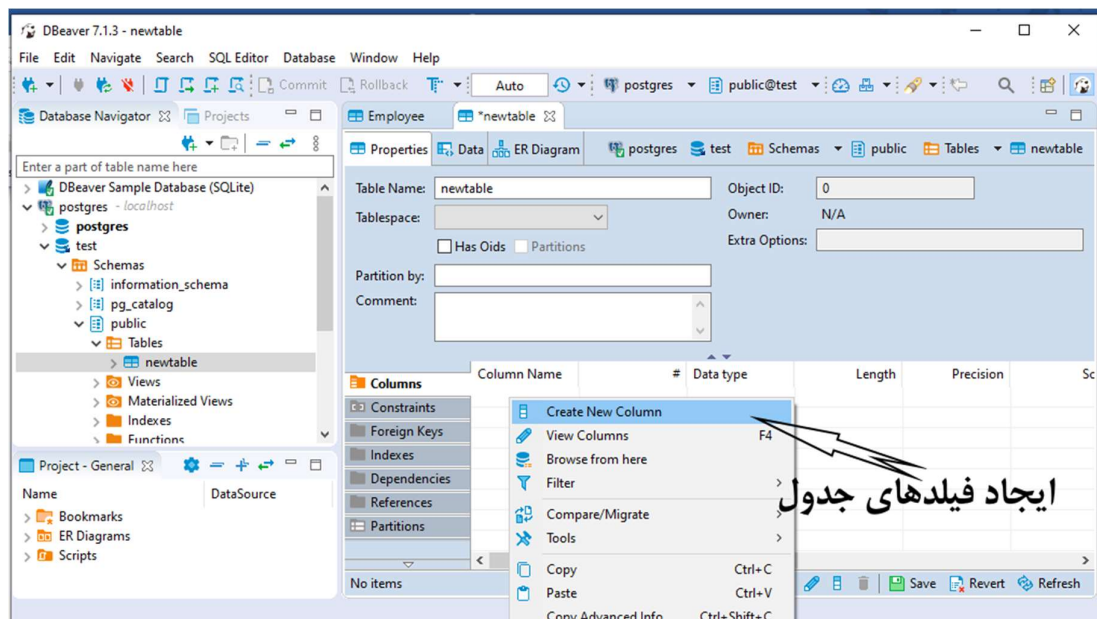 DBeaver 7.1.3 - newtable
File Edit Navigate Search SQL Editor Database Window Help
Commit Rollback Auto postgres public@test
Database Navigator Projects
Enter a part of table name here
DBeaver Sample Database (SQLite)
postgres - localhost
postgres
test
Schemas
information_schema
pg_catalog
public
Tables
newtable
Views
Materialized Views
Indexes
Functions
Project - General
Name DataSource
Bookmarks
ER Diagrams
Scripts
Employee *newtable
Properties Data ER Diagram postgres test Schemas public Tables newtable
Table Name: newtable Object ID: 0
Tablespace: Owner: N/A
Has Oids Partitions Extra Options:
Partition by:
Comment:
Columns
Constraints
Foreign Keys
Indexes
Dependencies
References
Partitions
Column Name # Data type Length Precision Sc
Create New Column
View Columns F4
Browse from here
Filter
Compare/Migrate
Tools
Copy Ctrl+C
Paste Ctrl+V
Copy Advanced Info Ctrl+Shift+C
ایجاد فیلدهای جدول
No items Save Revert Refresh